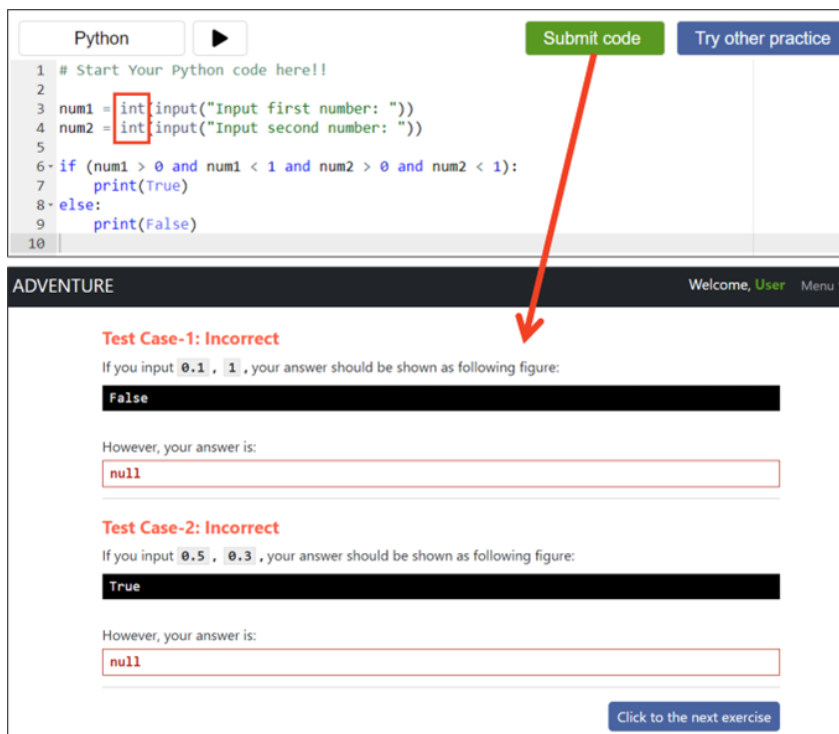 Python
Submit code
Try other practice
1 # Start Your Python code here!!
2
3 num1 = int(input("Input first number: "))
4 num2 = int(input("Input second number: "))
5
6 if (num1 > 0 and num1 < 1 and num2 > 0 and num2 < 1):
7     print(True)
8 else:
9     print(False)
10
ADVENTURE
Welcome, User Menu
Test Case-1: Incorrect
If you input 0.1 , 1 , your answer should be shown as following figure:
False
However, your answer is:
null
Test Case-2: Incorrect
If you input 0.5 , 0.3 , your answer should be shown as following figure:
True
However, your answer is:
null
Click to the next exercise